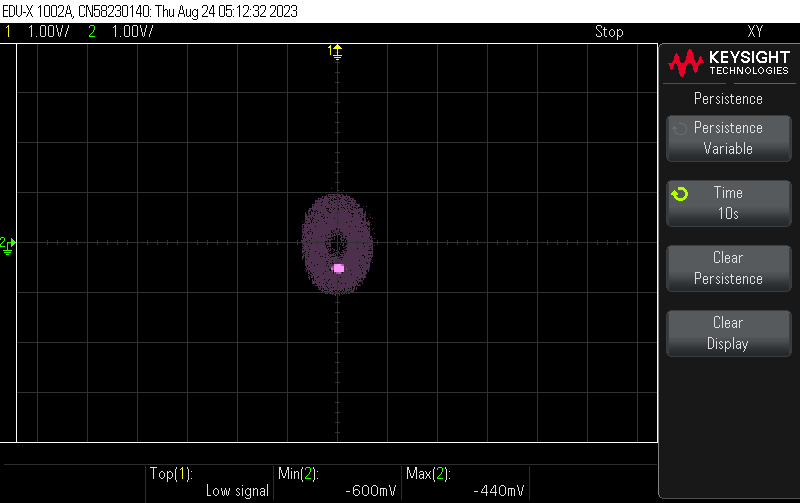 EDU-X 1002A, CN58230140: Thu Aug 24 05:12:32 2023
1 1.00V/ 2 1.00V/ Stop XY
1
KEYSIGHT
TECHNOLOGIES
Persistence
Persistence
Variable
2
Time
10s
Clear
Persistence
Clear
Display
Top(1): Min(2): Max(2):
Low signal -600mV -440mV